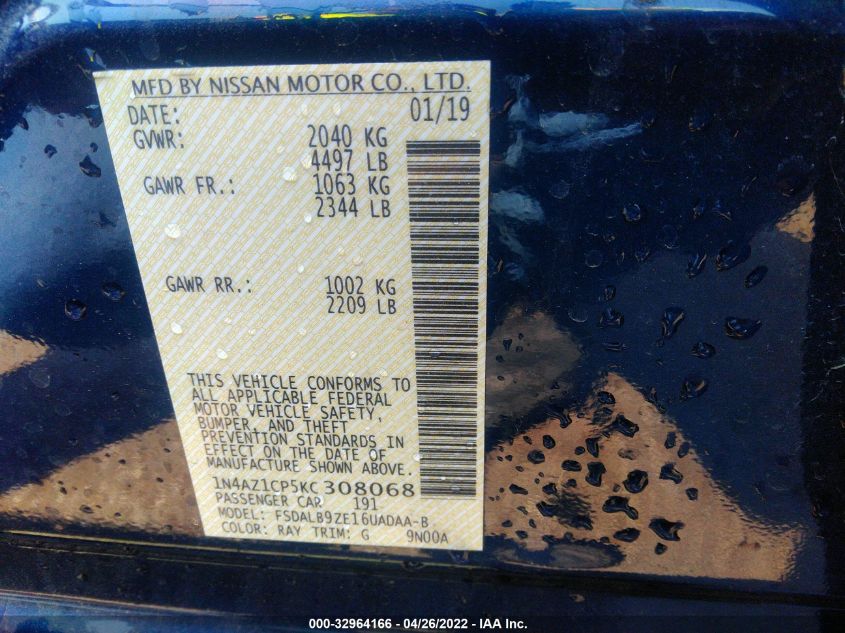 MFD BY NISSAN MOTOR CO., LTD.
DATE: 01/19
GVWR: 2040 KG
4497 LB
GAWR FR.: 1063 KG
2344 LB
GAWR RR.: 1002 KG
2209 LB
THIS VEHICLE CONFORMS TO
ALL APPLICABLE FEDERAL
MOTOR VEHICLE SAFETY,
BUMPER, AND THEFT
PREVENTION STANDARDS IN
EFFECT ON THE DATE OF
MANUFACTURE SHOWN ABOVE.
1N4AZ1CP5KC308068
PASSENGER CAR 191
MODEL: FSDALB9ZE16UADAA-B
COLOR: RAY TRIM: G 9N00A
000-32964166 - 04/26/2022 - IAA Inc.